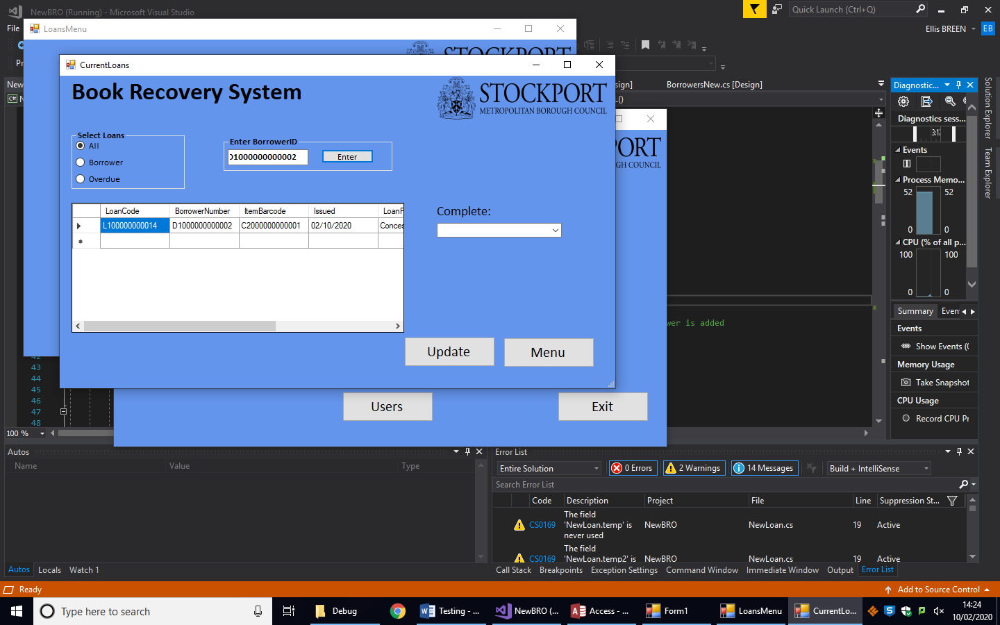 NewBRO (Running) - Microsoft Visual Studio
Quick Launch (Ctrl+Q)
File
LoansMenu
Ellis BREEN
EB
STOCKPORT
CurrentLoans
Book Recovery System
STOCKPORT
METROPOLITAN BOROUGH COUNCIL
BorrowersNew.cs [Design]
Diagnostic...
Solution Explorer
Team Explorer
Diagnostics sess...
Select Loans
All
Borrower
Overdue
Enter BorrowerID
D1000000000002
Enter
COUNCIL
Events
Process Memo...
52
52
0
0
CPU (% of all p...
100
100
0
0
LoanCode
BorrowerNumber
ItemBarcode
Issued
L100000000014
D1000000000002
C2000000000001
02/10/2020
Complete:
Update
Menu
Users
Exit
wer is added
Summary
Events
Show Events (
Memory Usage
Take Snapshot
CPU Usage
Record CPU
43
44
45
46
47
48
100 %
Autos
Name
Value
Type
Autos
Locals
Watch 1
Error List
Entire Solution
0 Errors
2 Warnings
14 Messages
Build + IntelliSense
Search Error List
Code
Description
Project
File
Line
Suppression St...
CS0169
The field
'NewLoan.temp' is
never used
NewBRO
NewLoan.cs
19
Active
CS0169
The field
'NewLoan.temp2' is
NewBRO
NewLoan.cs
19
Active
Call Stack
Breakpoints
Exception Settings
Command Window
Immediate Window
Output
Error List
Ready
Add to Source Control
Type here to search
Debug
Testing - ...
NewBRO (...
Access - ...
Form1
LoansMenu
CurrentLo...
14:24
10/02/2020